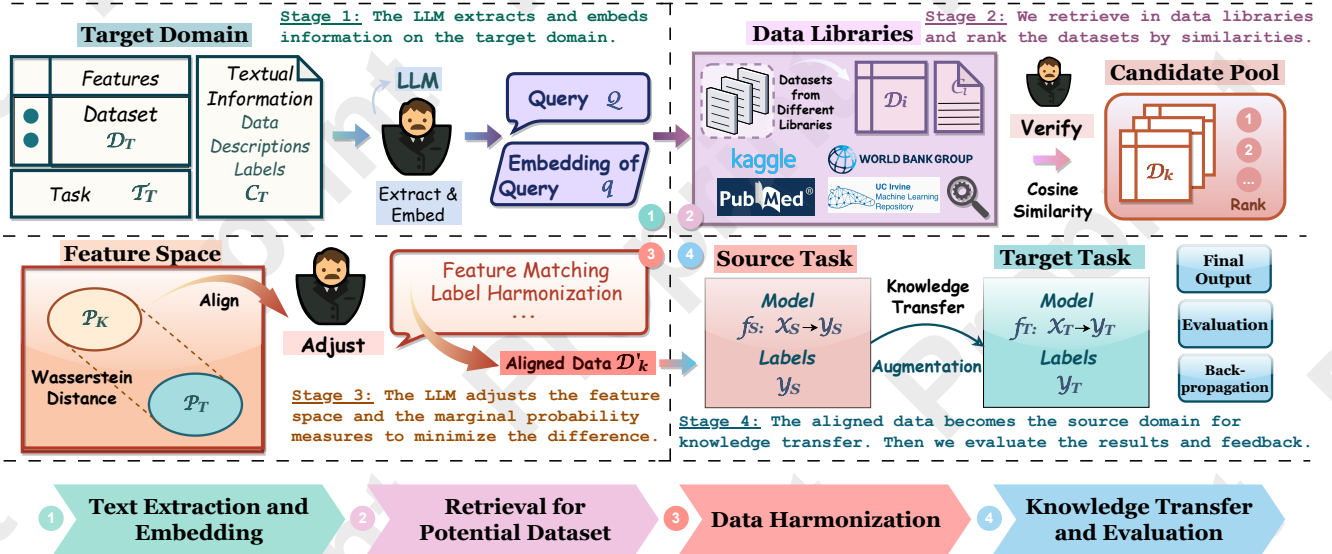 Stage 1: The LLM extracts and embeds
information on the target domain.
Target Domain
Features
Dataset
𝒟_T
Task 𝒯_T
Textual
Information
Data
Descriptions
Labels
C_T
LLM
Extract &
Embed
Query 𝒬
Embedding of
Query q
1
Stage 2: We retrieve in data libraries
and rank the datasets by similarities.
Data Libraries
Datasets
from
Different
Libraries
𝒟_i
C_i
kaggle
WORLD BANK GROUP
PubMed®
UC Irvine
Machine Learning
Repository
2
Verify
Cosine
Similarity
Candidate Pool
𝒟_k
1
2
...
Rank
Feature Space
𝒫_K
Wasserstein
Distance
𝒫_T
Align
Adjust
3
Feature Matching
Label Harmonization
...
Aligned Data 𝒟'_k
Stage 3: The LLM adjusts the feature
space and the marginal probability
measures to minimize the difference.
4
Source Task
Model
f_S: 𝒳_S→𝒴_S
Labels
𝒴_S
Knowledge
Transfer
Augmentation
Target Task
Model
f_T: 𝒳_T→𝒴_T
Labels
𝒴_T
Final
Output
Evaluation
Back-
propagation
Stage 4: The aligned data becomes the source domain for
knowledge transfer. Then we evaluate the results and feedback.
1 Text Extraction and
Embedding
2 Retrieval for
Potential Dataset
3 Data Harmonization
4 Knowledge Transfer
and Evaluation
Preprint